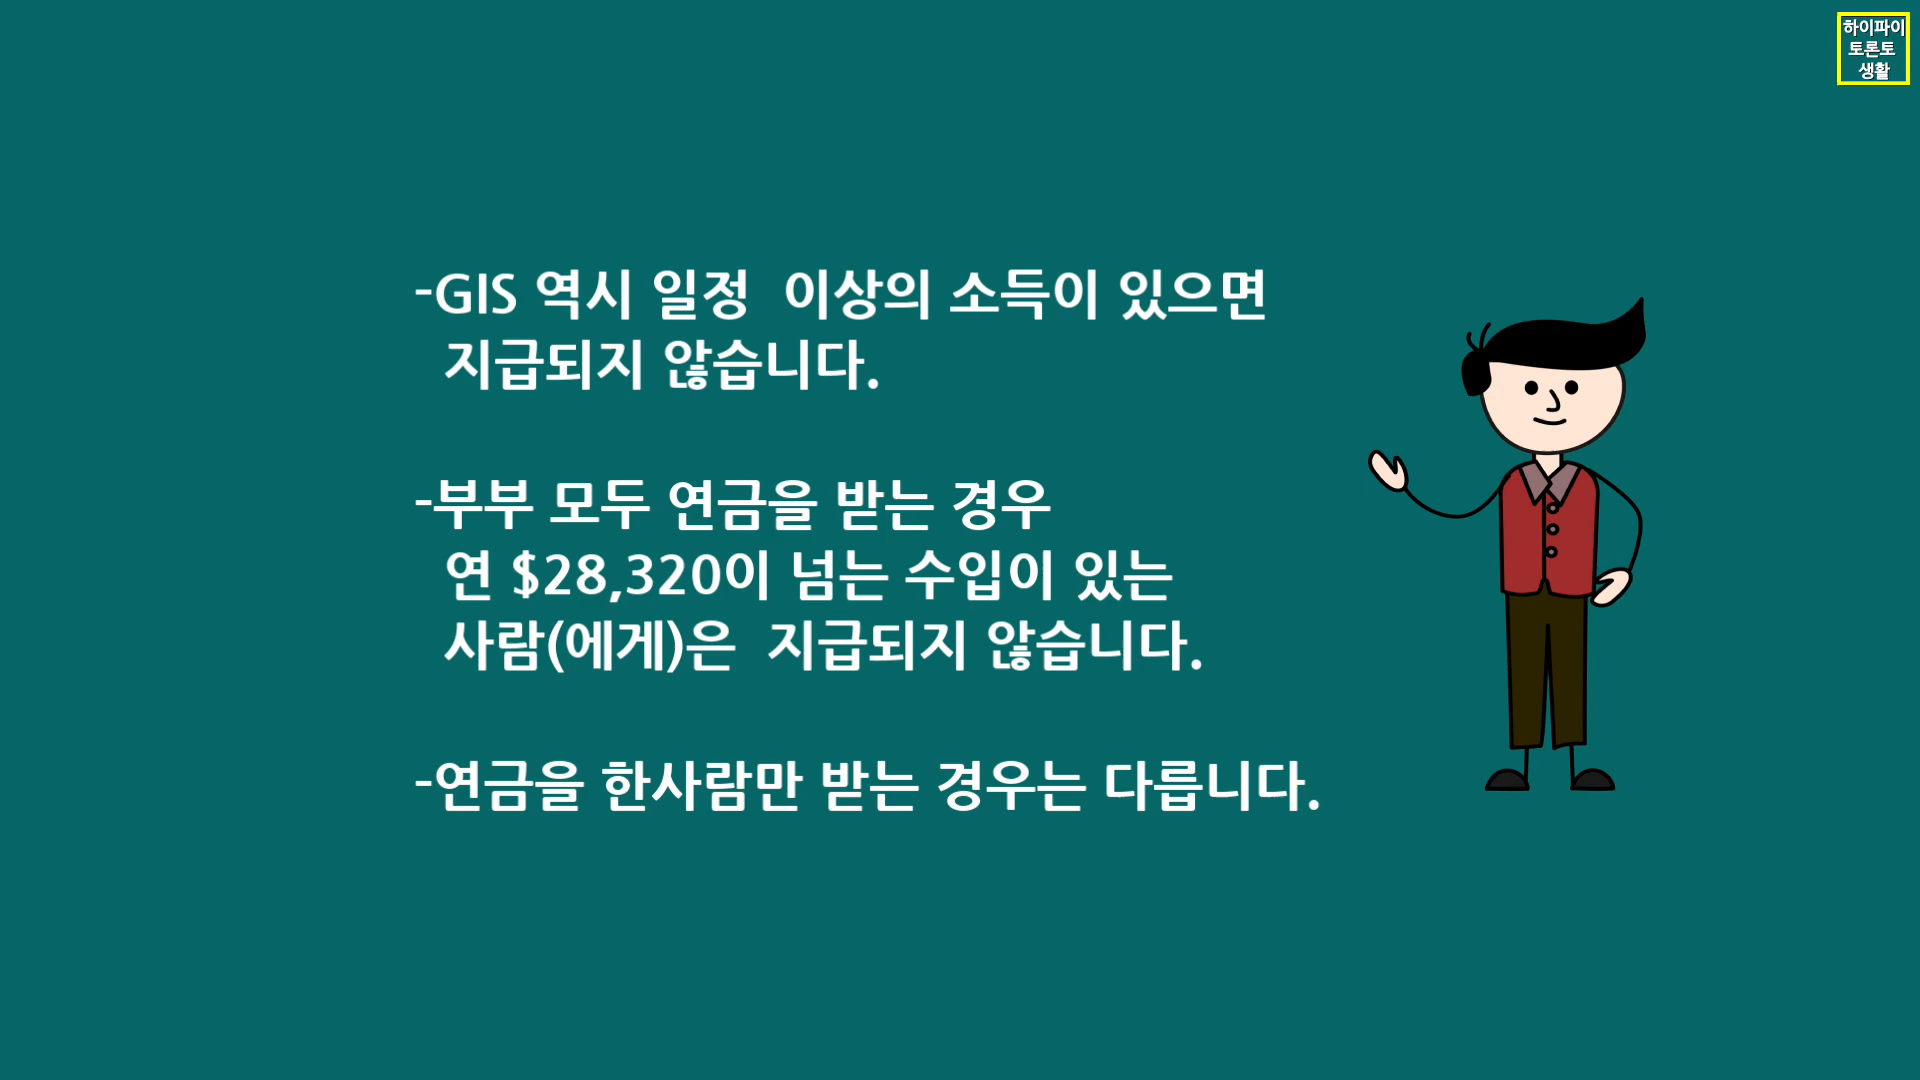 하이파이
토론토
생활
-GIS 역시 일정 이상의 소득이 있으면
지급되지 않습니다.
-부부 모두 연금을 받는 경우
연 $28,320이 넘는 수입이 있는
사람(에게)은 지급되지 않습니다.
-연금을 한사람만 받는 경우는 다릅니다.